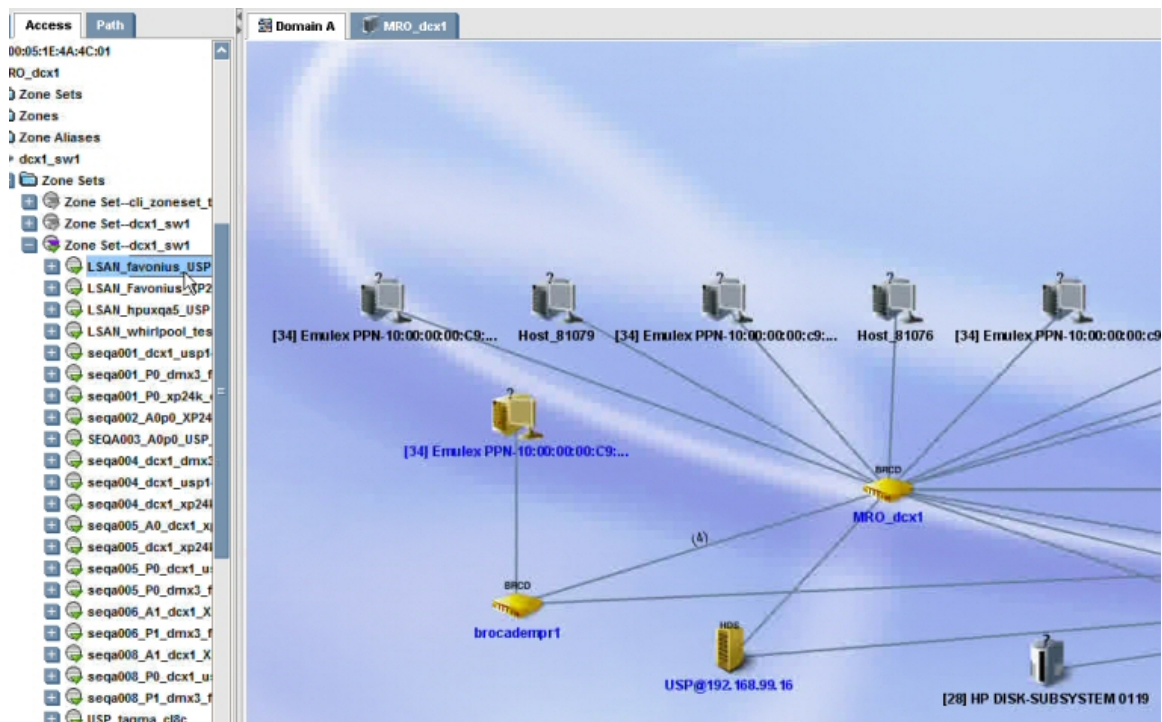 Access Path
00:05:1E:4A:4C:01
RO_dcx1
Zone Sets
Zones
Zone Aliases
dcx1_sw1
Zone Sets
Zone Set--cli_zoneset_t
Zone Set--dcx1_sw1
Zone Set--dcx1_sw1
LSAN_favonius_USP
LSAN_Favonius_XP2
LSAN_hpuxqa5_USP
LSAN_whirlpool_tes
seqa001_dcx1_usp1
seqa001_P0_dmx3_f
seqa001_P0_xp24k_
seqa002_A0p0_XP24
SEQA003_A0p0_USP_
seqa004_dcx1_dmx3
seqa004_dcx1_usp1
seqa004_dcx1_xp24k
seqa005_A0_dcx1_x
seqa005_dcx1_xp24k
seqa005_P0_dcx1_u
seqa005_P0_dmx3_f
seqa006_A1_dcx1_X
seqa006_P1_dmx3_f
seqa008_A1_dcx1_X
seqa008_P0_dcx1_u
seqa008_P1_dmx3_f
USP_tagma_cl8c
Domain A MRO_dcx1
? ? ? ? ?
[34] Emulex PPN-10:00:00:00:C9:... Host_81079 [34] Emulex PPN-10:00:00:00:c9:... Host_81076 [34] Emulex PPN-10:00:00:00:c9
?
[34] Emulex PPN-10:00:00:00:C9:...
BRCD
MRO_dcx1
(4)
BRCD
brocadempr1
HDS
USP@192.168.99.16
?
[28] HP DISK-SUBSYSTEM 0119